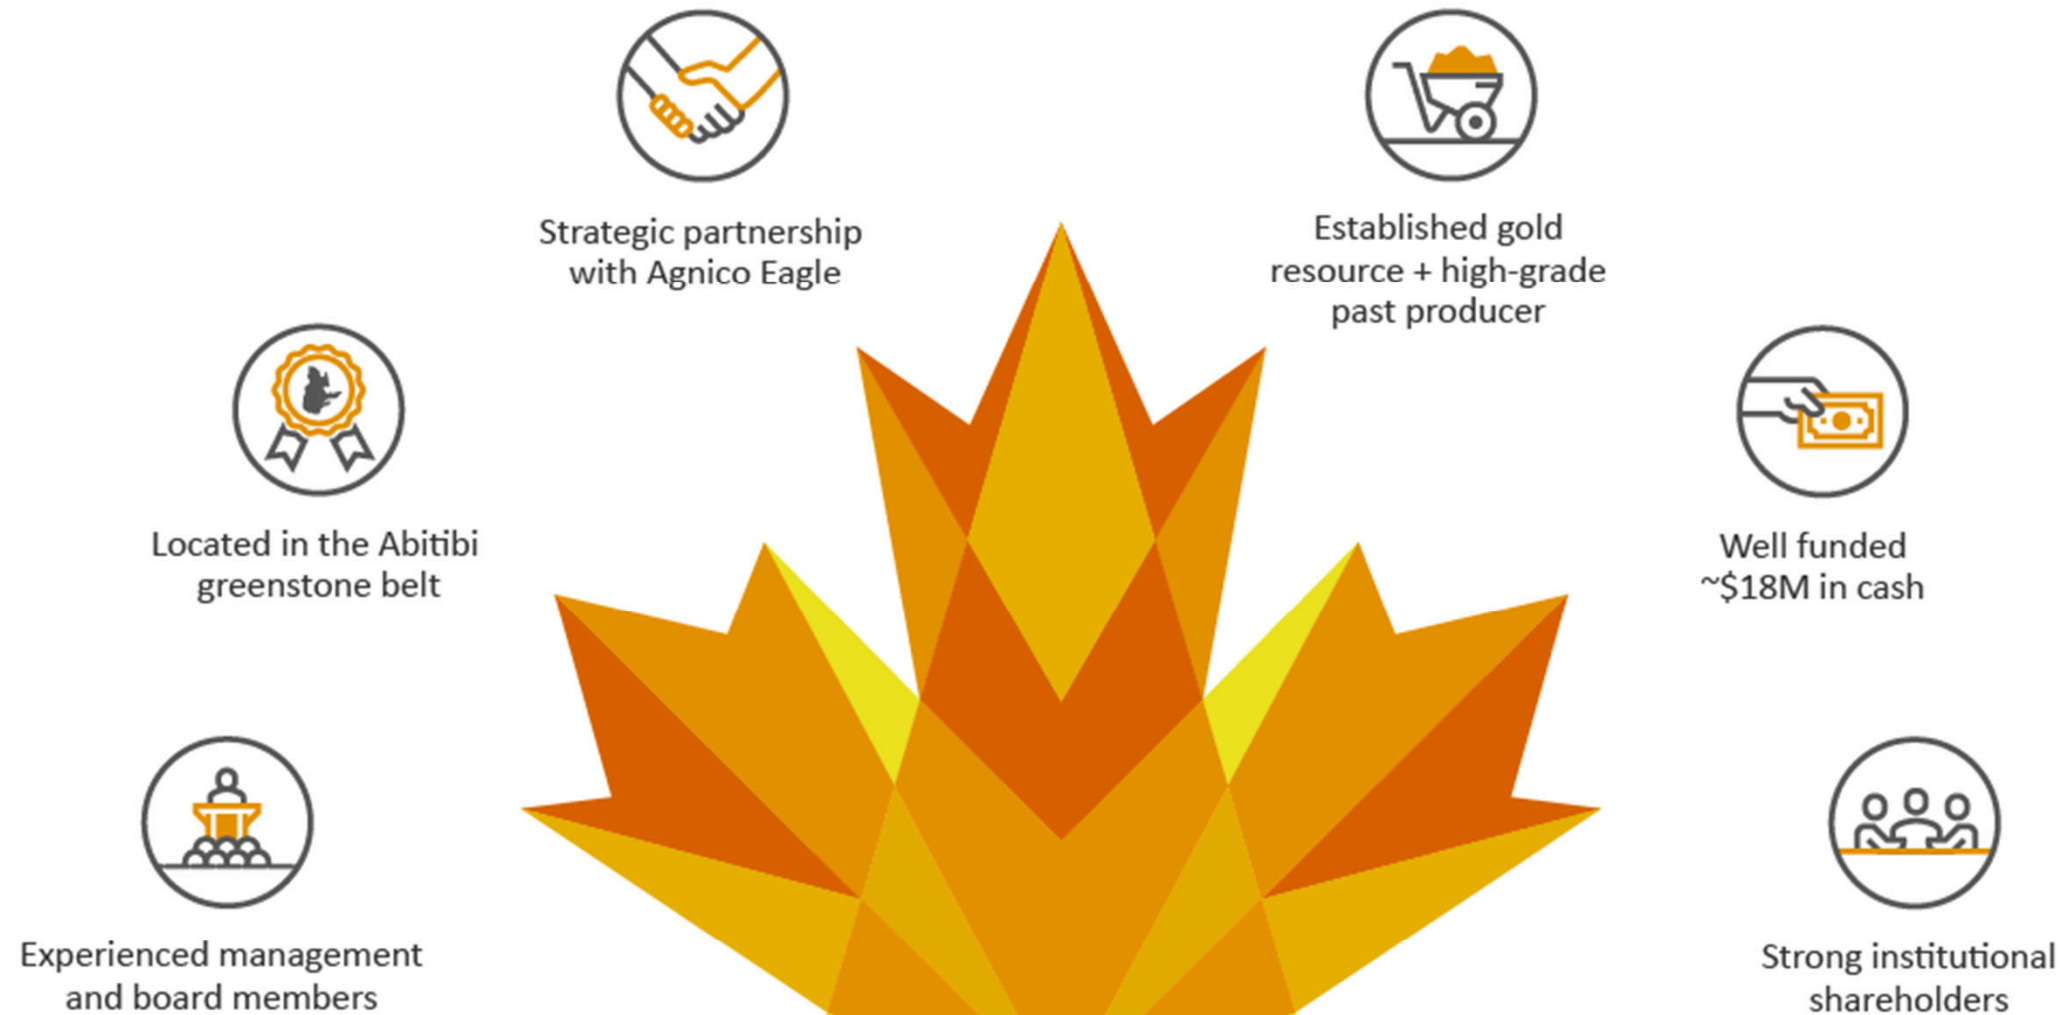 Strategic partnership
with Agnico Eagle
Established gold
resource + high-grade
past producer
Located in the Abitibi
greenstone belt
Well funded
~$18M in cash
Experienced management
and board members
Strong institutional
shareholders